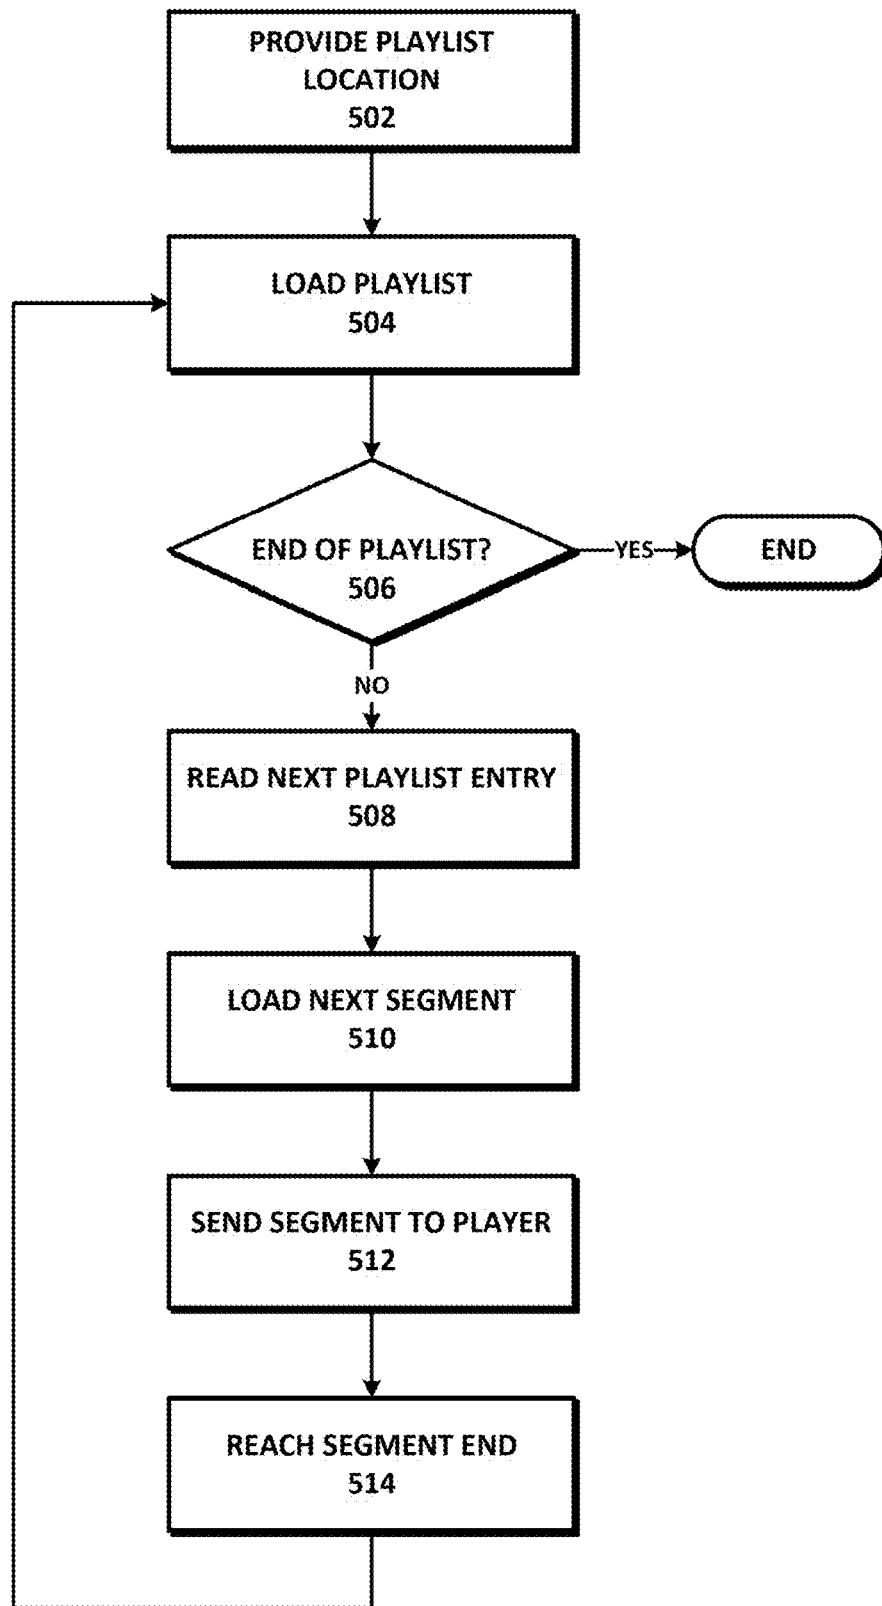 PROVIDE PLAYLIST
LOCATION
502
LOAD PLAYLIST
504
END OF PLAYLIST?
506
YES
END
NO
READ NEXT PLAYLIST ENTRY
508
LOAD NEXT SEGMENT
510
SEND SEGMENT TO PLAYER
512
REACH SEGMENT END
514